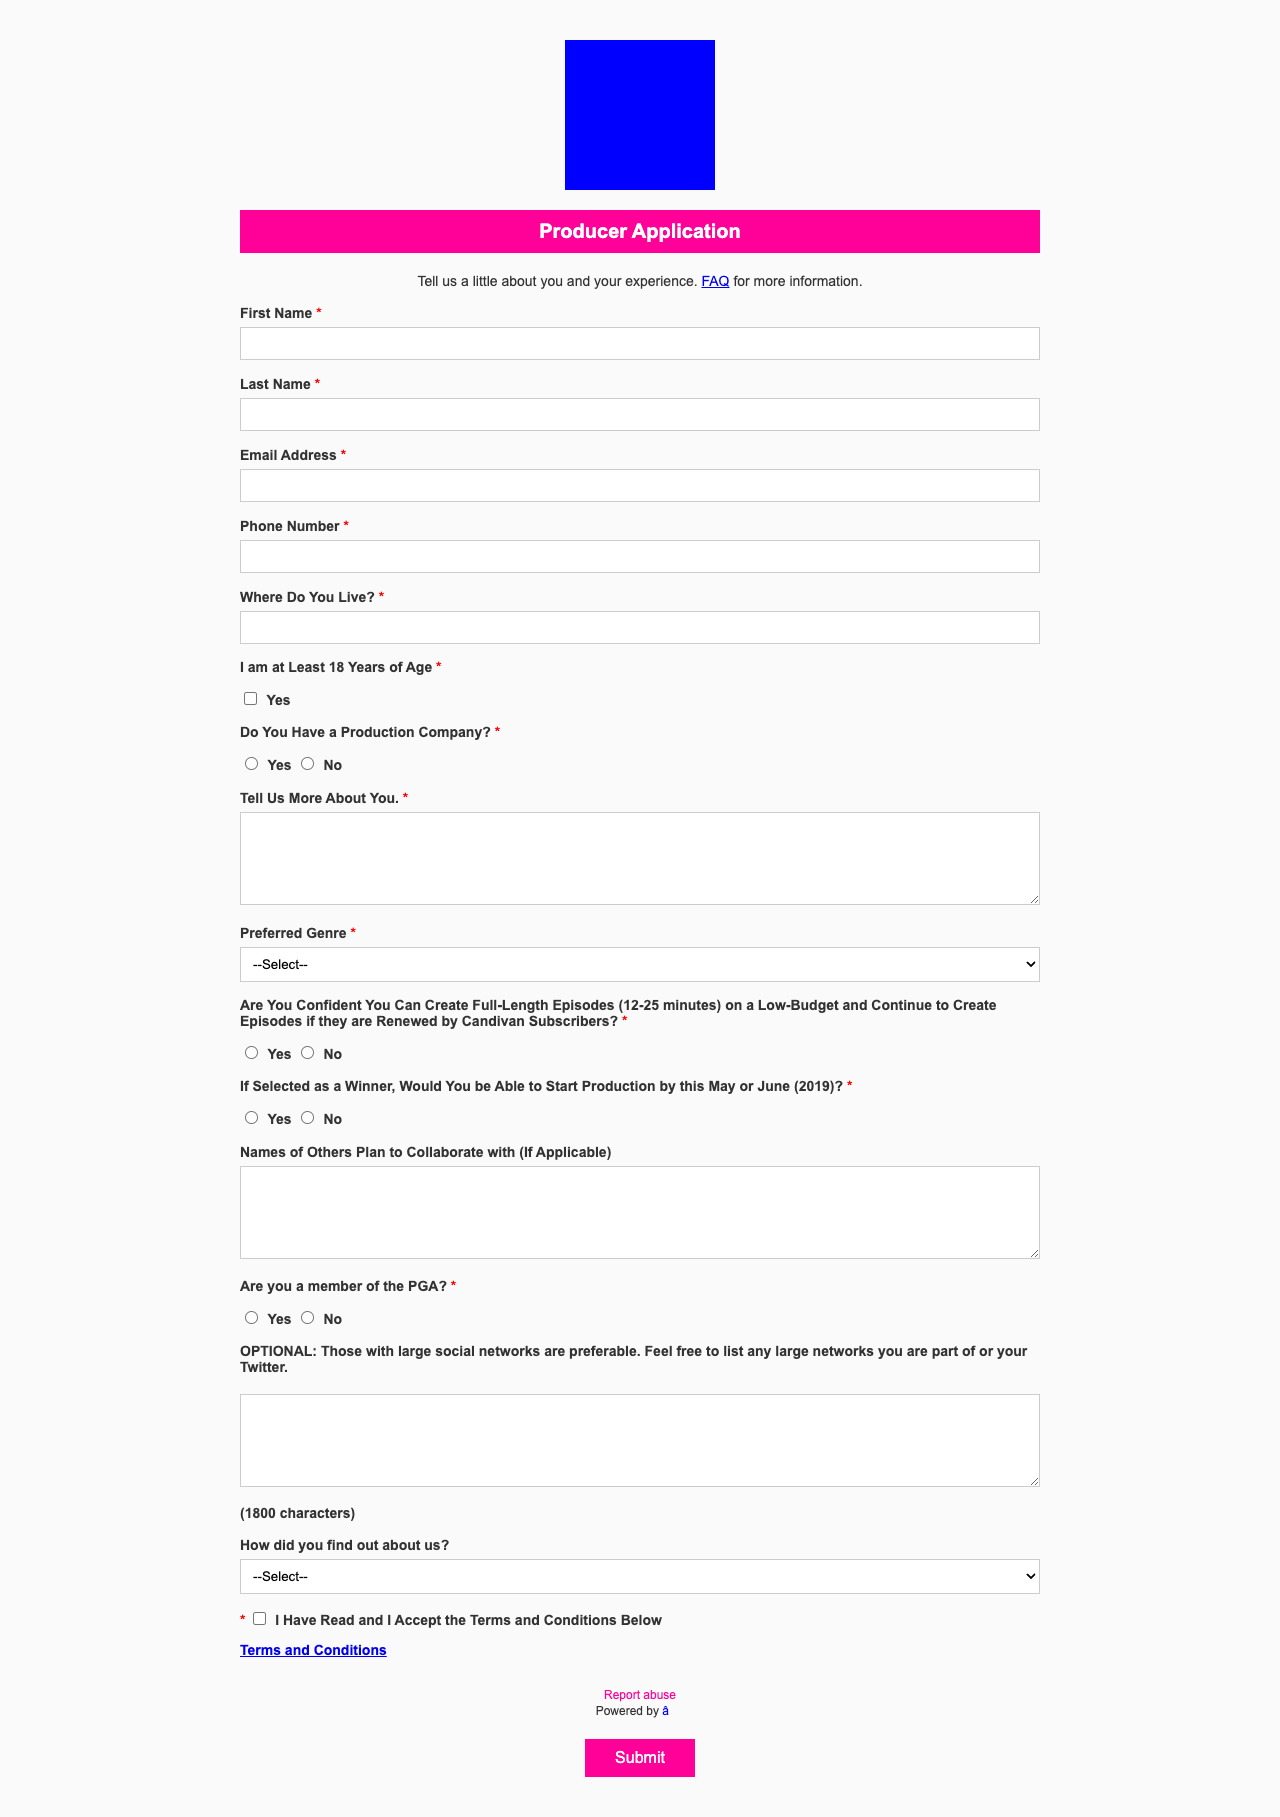 Producer Application
Tell us a little about you and your experience. FAQ for more information.
First Name *
Last Name *
Email Address *
Phone Number *
Where Do You Live? *
I am at Least 18 Years of Age *
Yes
Do You Have a Production Company? *
Yes No
Tell Us More About You. *
Preferred Genre *
--Select--
Are You Confident You Can Create Full-Length Episodes (12-25 minutes) on a Low-Budget and Continue to Create
Episodes if they are Renewed by Candivan Subscribers? *
Yes No
If Selected as a Winner, Would You be Able to Start Production by this May or June (2019)? *
Yes No
Names of Others Plan to Collaborate with (If Applicable)
Are you a member of the PGA? *
Yes No
OPTIONAL: Those with large social networks are preferable. Feel free to list any large networks you are part of or your
Twitter.
(1800 characters)
How did you find out about us?
--Select--
* I Have Read and I Accept the Terms and Conditions Below
Terms and Conditions
Report abuse
Powered by â
Submit